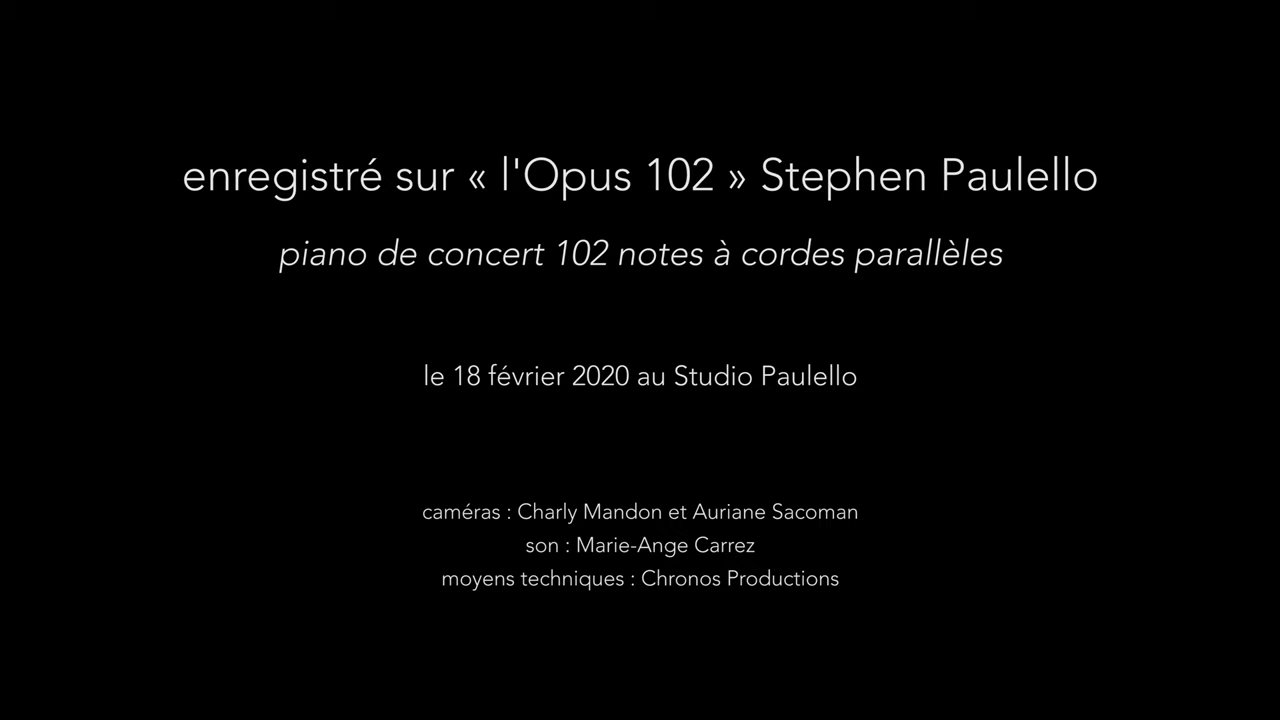 enregistré sur « l'Opus 102 » Stephen Paulello
piano de concert 102 notes à cordes parallèles
le 18 février 2020 au Studio Paulello
caméras : Charly Mandon et Auriane Sacoman
son : Marie-Ange Carrez
moyens techniques : Chronos Productions